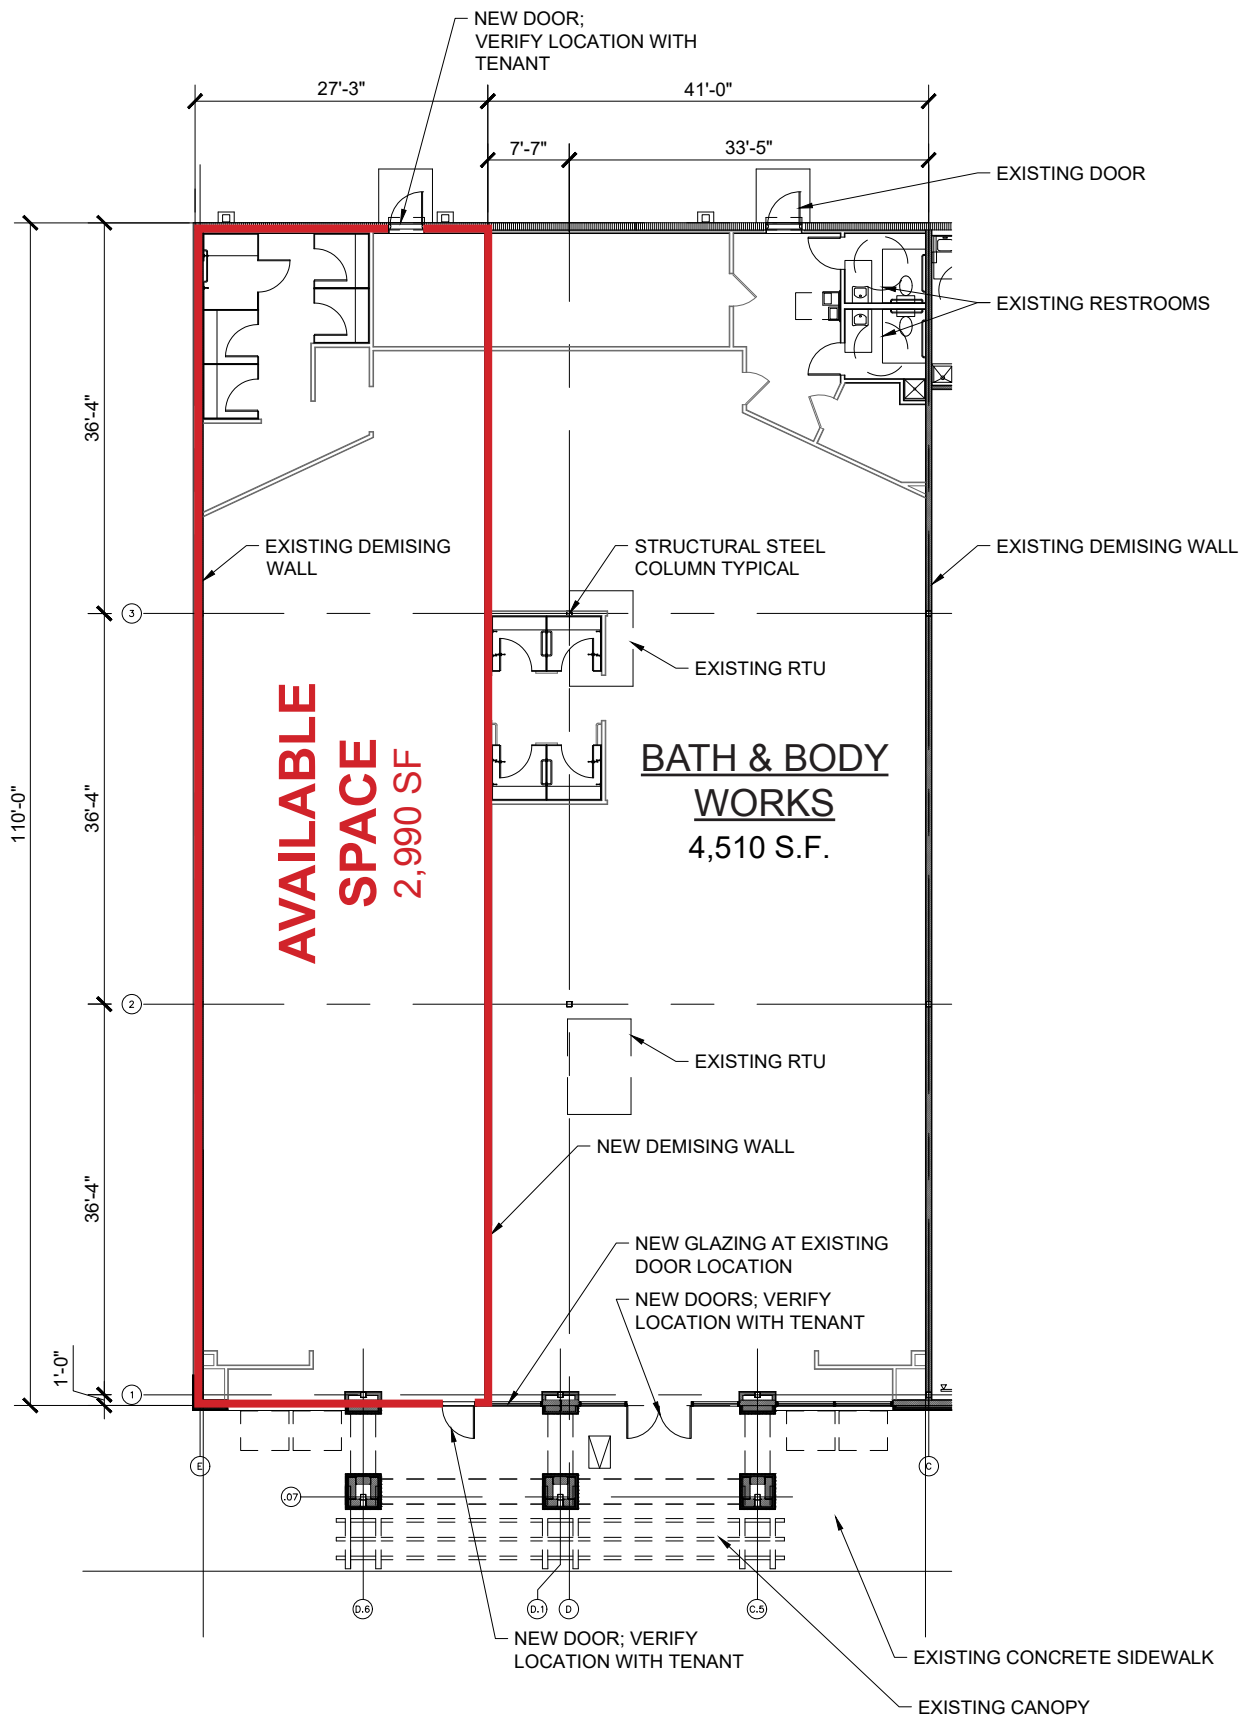 NEW DOOR;
VERIFY LOCATION WITH
TENANT
27'-3"
41'-0"
7'-7"
33'-5"
EXISTING DOOR
EXISTING RESTROOMS
36'-4"
EXISTING DEMISING
WALL
STRUCTURAL STEEL
COLUMN TYPICAL
EXISTING DEMISING WALL
3
EXISTING RTU
AVAILABLE
SPACE
2,990 SF
BATH & BODY
WORKS
4,510 S.F.
110'-0"
36'-4"
2
EXISTING RTU
NEW DEMISING WALL
36'-4"
NEW GLAZING AT EXISTING
DOOR LOCATION
NEW DOORS; VERIFY
LOCATION WITH TENANT
1'-0"
1
E
C
.07
D.6
D.1
D
C.5
NEW DOOR; VERIFY
LOCATION WITH TENANT
EXISTING CONCRETE SIDEWALK
EXISTING CANOPY